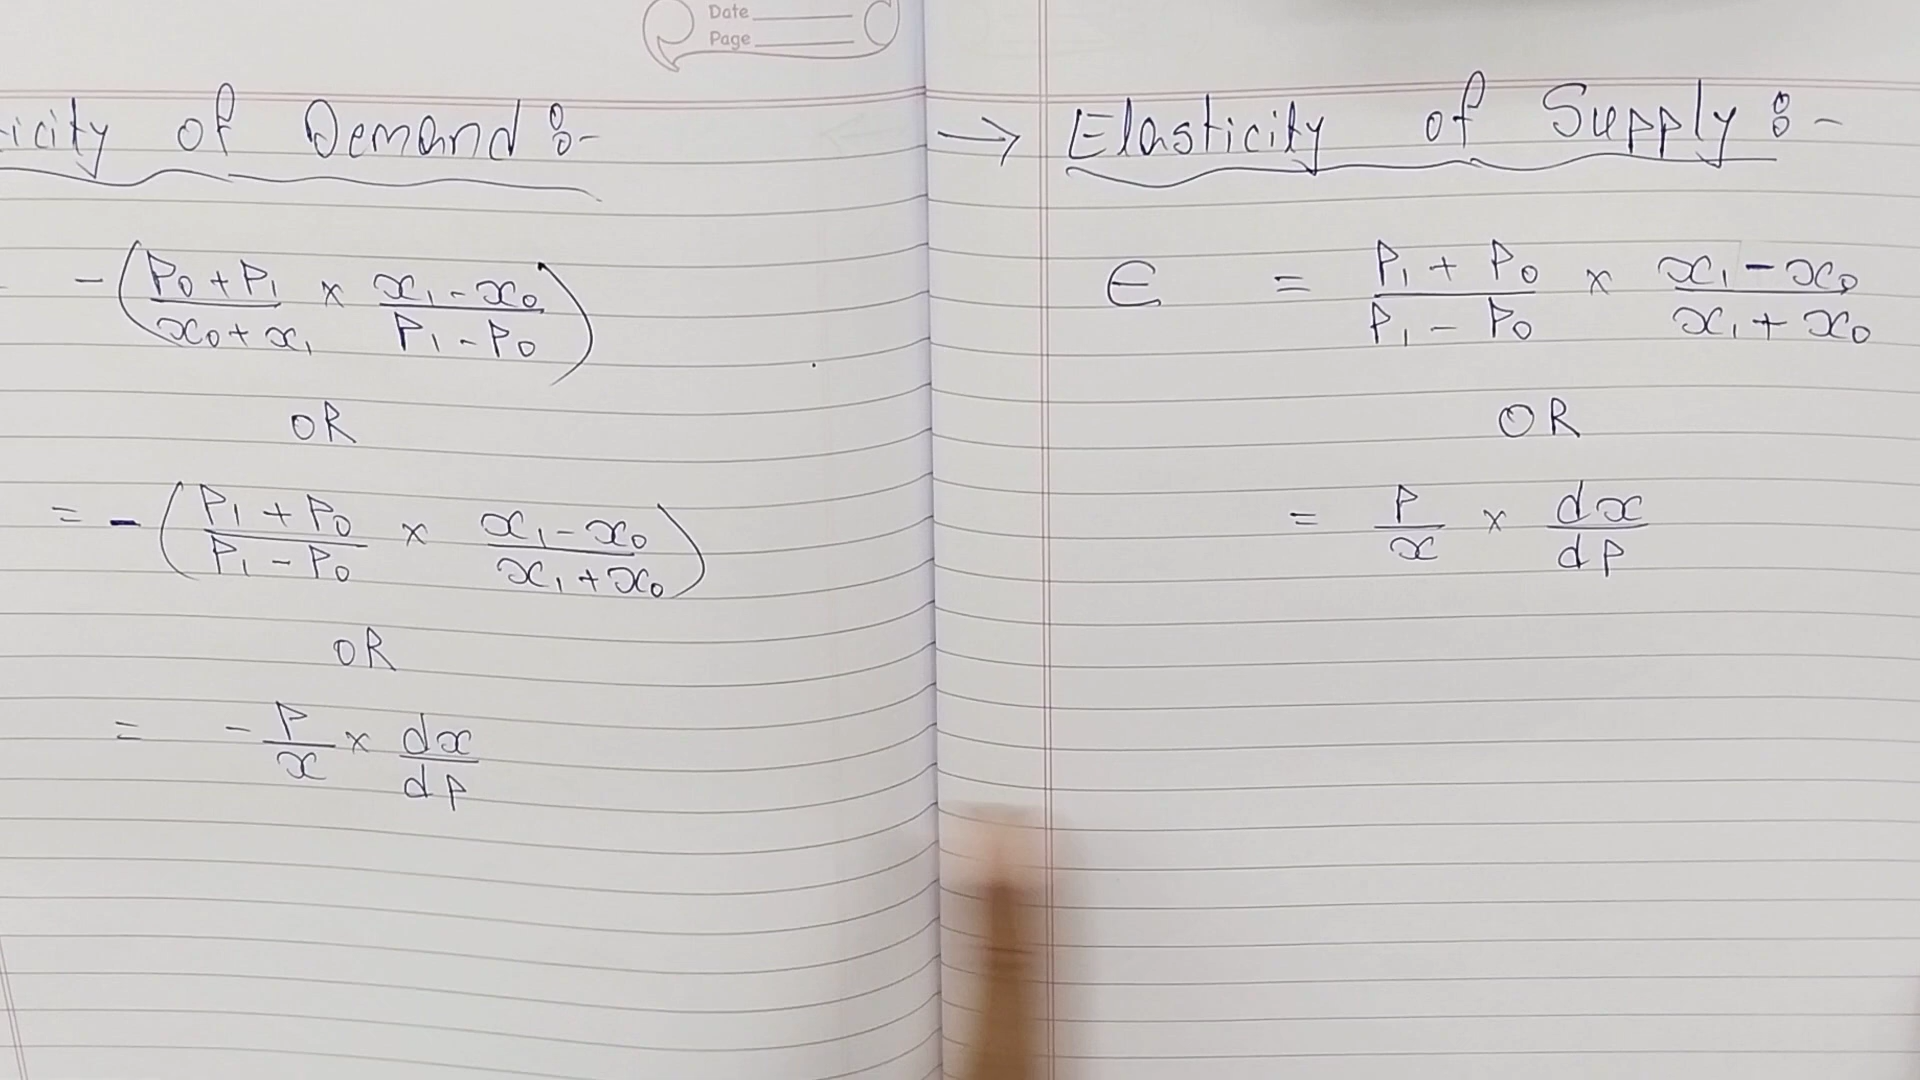 Date
Page
icity of Demand :-
- (P₀ + P₁ / x₀ + x₁ × x₁ - x₀ / P₁ - P₀)
OR
= - (P₁ + P₀ / P₁ - P₀ × x₁ - x₀ / x₁ + x₀)
OR
= - P / x × dx / dp
→ Elasticity of Supply :-
∈ = P₁ + P₀ / P₁ - P₀ × x₁ - x₀ / x₁ + x₀
OR
= P / x × dx / dp